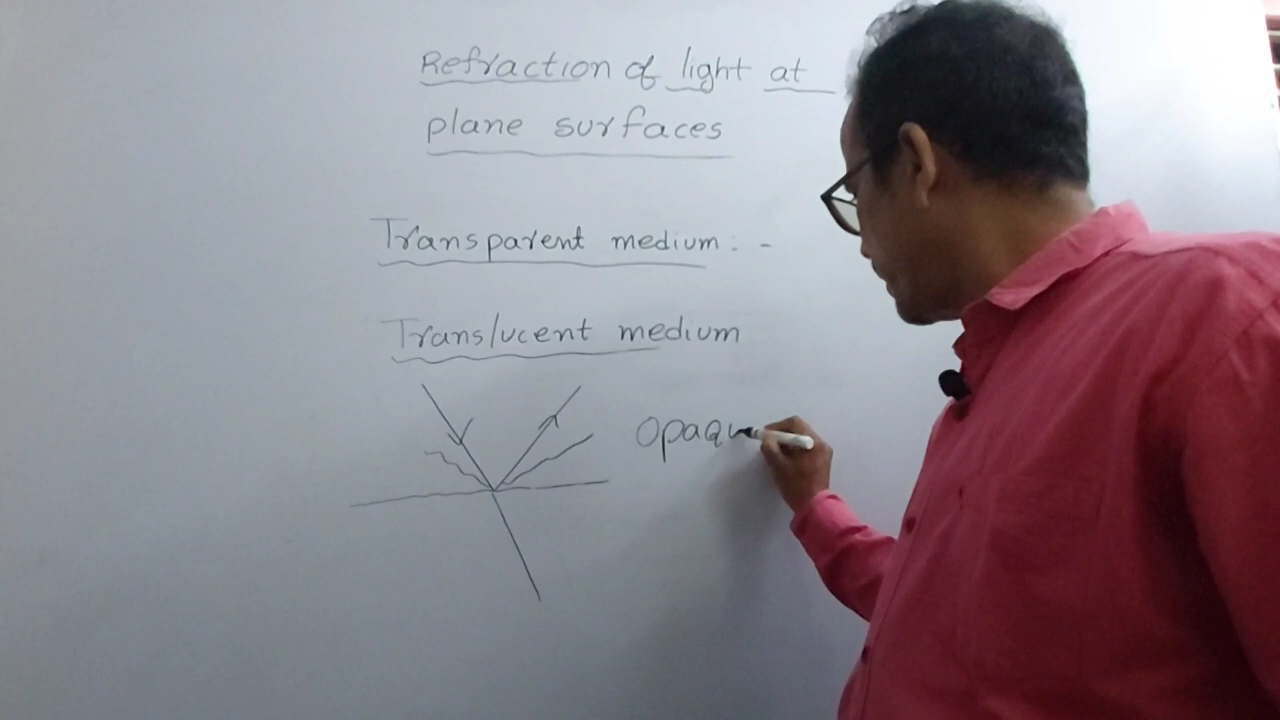 Refraction of light at
plane surfaces
Transparent medium: -
Translucent medium
Opaqu